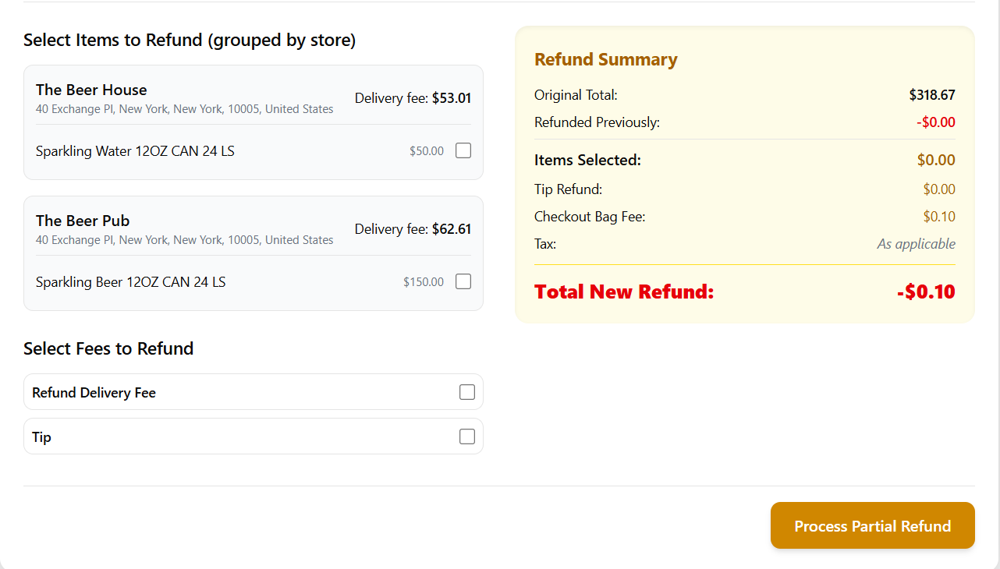 Select Items to Refund (grouped by store)
The Beer House
40 Exchange Pl, New York, New York, 10005, United States
Delivery fee: $53.01
Sparkling Water 12OZ CAN 24 LS
$50.00
The Beer Pub
40 Exchange Pl, New York, New York, 10005, United States
Delivery fee: $62.61
Sparkling Beer 12OZ CAN 24 LS
$150.00
Select Fees to Refund
Refund Delivery Fee
Tip
Refund Summary
Original Total: $318.67
Refunded Previously: -$0.00
Items Selected: $0.00
Tip Refund: $0.00
Checkout Bag Fee: $0.10
Tax: As applicable
Total New Refund: -$0.10
Process Partial Refund